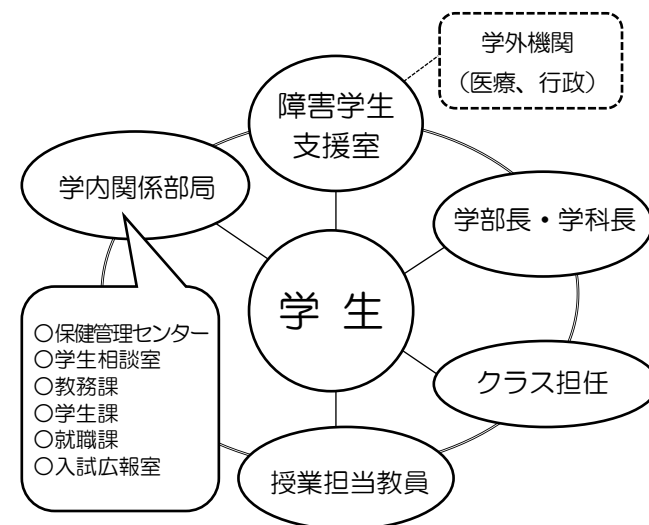 学外機関
（医療、行政）
障害学生
支援室
学内関係部局
学部長・学科長
学 生
○保健管理センター
○学生相談室
○教務課
○学生課
○就職課
○入試広報室
クラス担任
授業担当教員